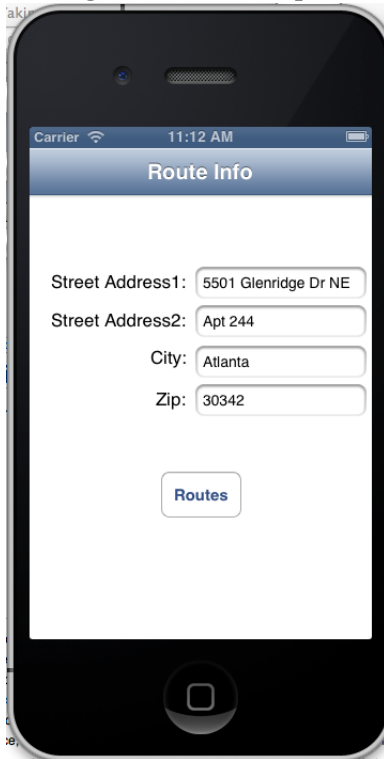 Carrier 11:12 AM
Route Info
Street Address1: 5501 Glenridge Dr NE
Street Address2: Apt 244
City: Atlanta
Zip: 30342
Routes